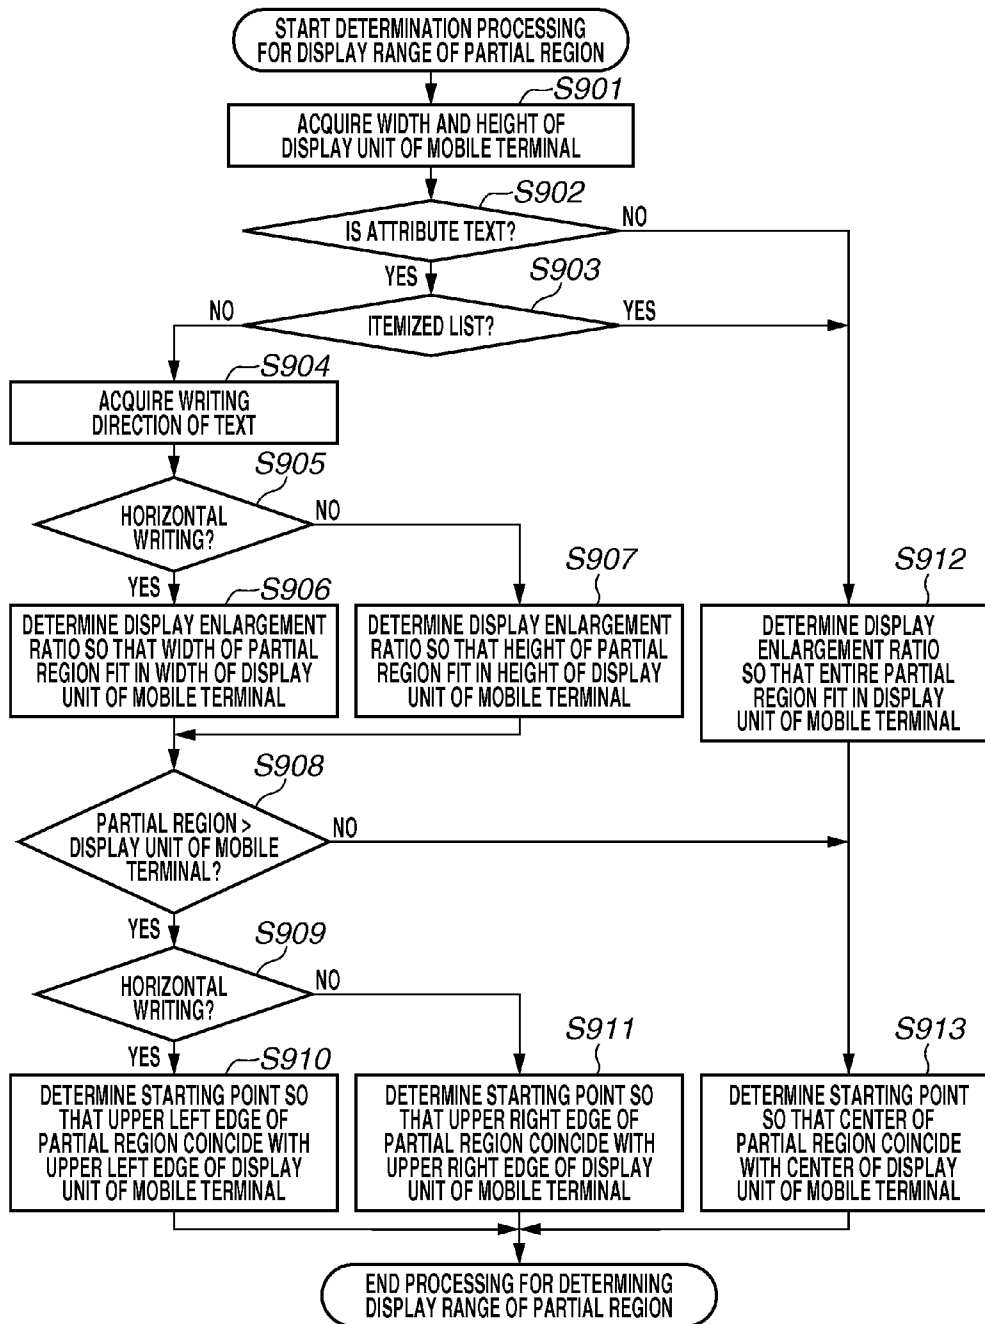 START DETERMINATION PROCESSING
FOR DISPLAY RANGE OF PARTIAL REGION
S901
ACQUIRE WIDTH AND HEIGHT OF
DISPLAY UNIT OF MOBILE TERMINAL
S902
IS ATTRIBUTE TEXT?
NO
YES
S903
ITEMIZED LIST?
NO
YES
S904
ACQUIRE WRITING
DIRECTION OF TEXT
S905
HORIZONTAL
WRITING?
NO
YES
S906
DETERMINE DISPLAY ENLARGEMENT
RATIO SO THAT WIDTH OF PARTIAL
REGION FIT IN WIDTH OF DISPLAY
UNIT OF MOBILE TERMINAL
S907
DETERMINE DISPLAY ENLARGEMENT
RATIO SO THAT HEIGHT OF PARTIAL
REGION FIT IN HEIGHT OF DISPLAY
UNIT OF MOBILE TERMINAL
S912
DETERMINE DISPLAY
ENLARGEMENT RATIO
SO THAT ENTIRE PARTIAL
REGION FIT IN DISPLAY
UNIT OF MOBILE TERMINAL
S908
PARTIAL REGION >
DISPLAY UNIT OF MOBILE
TERMINAL?
NO
YES
S909
HORIZONTAL
WRITING?
NO
YES
S910
DETERMINE STARTING POINT SO
THAT UPPER LEFT EDGE OF
PARTIAL REGION COINCIDE WITH
UPPER LEFT EDGE OF DISPLAY
UNIT OF MOBILE TERMINAL
S911
DETERMINE STARTING POINT SO
THAT UPPER RIGHT EDGE OF
PARTIAL REGION COINCIDE WITH
UPPER RIGHT EDGE OF DISPLAY
UNIT OF MOBILE TERMINAL
S913
DETERMINE STARTING POINT
SO THAT CENTER OF
PARTIAL REGION COINCIDE
WITH CENTER OF DISPLAY
UNIT OF MOBILE TERMINAL
END PROCESSING FOR DETERMINING
DISPLAY RANGE OF PARTIAL REGION